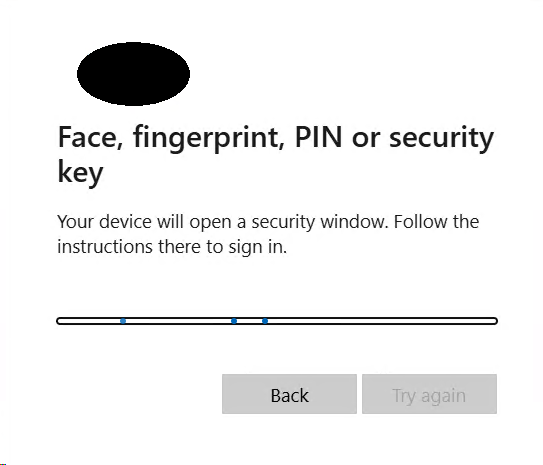 Face, fingerprint, PIN or security
key
Your device will open a security window. Follow the
instructions there to sign in.
Back
Try again